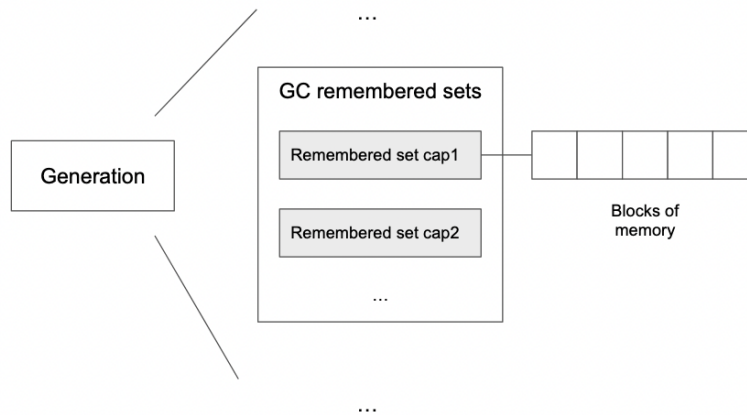 ...
GC remembered sets
Remembered set cap1
Generation
Remembered set cap2
Blocks of
memory
...
...